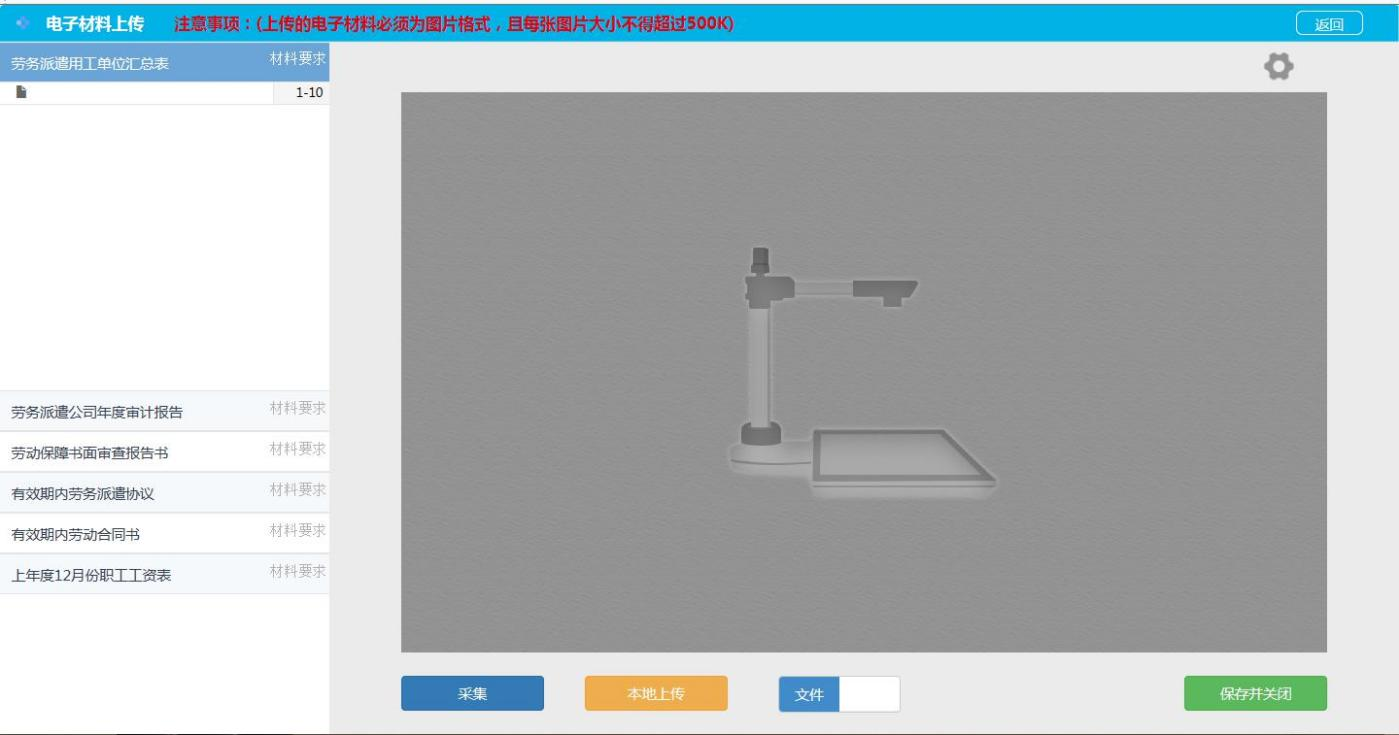 电子材料上传 注意事项：(上传的电子材料必须为图片格式，且每张图片大小不得超过500K) 返回
劳务派遣用工单位汇总表 材料要求
1-10
劳务派遣公司年度审计报告 材料要求
劳动保障书面审查报告书 材料要求
有效期内劳务派遣协议 材料要求
有效期内劳动合同书 材料要求
上年度12月份职工工资表 材料要求
采集 本地上传 文件 保存并关闭